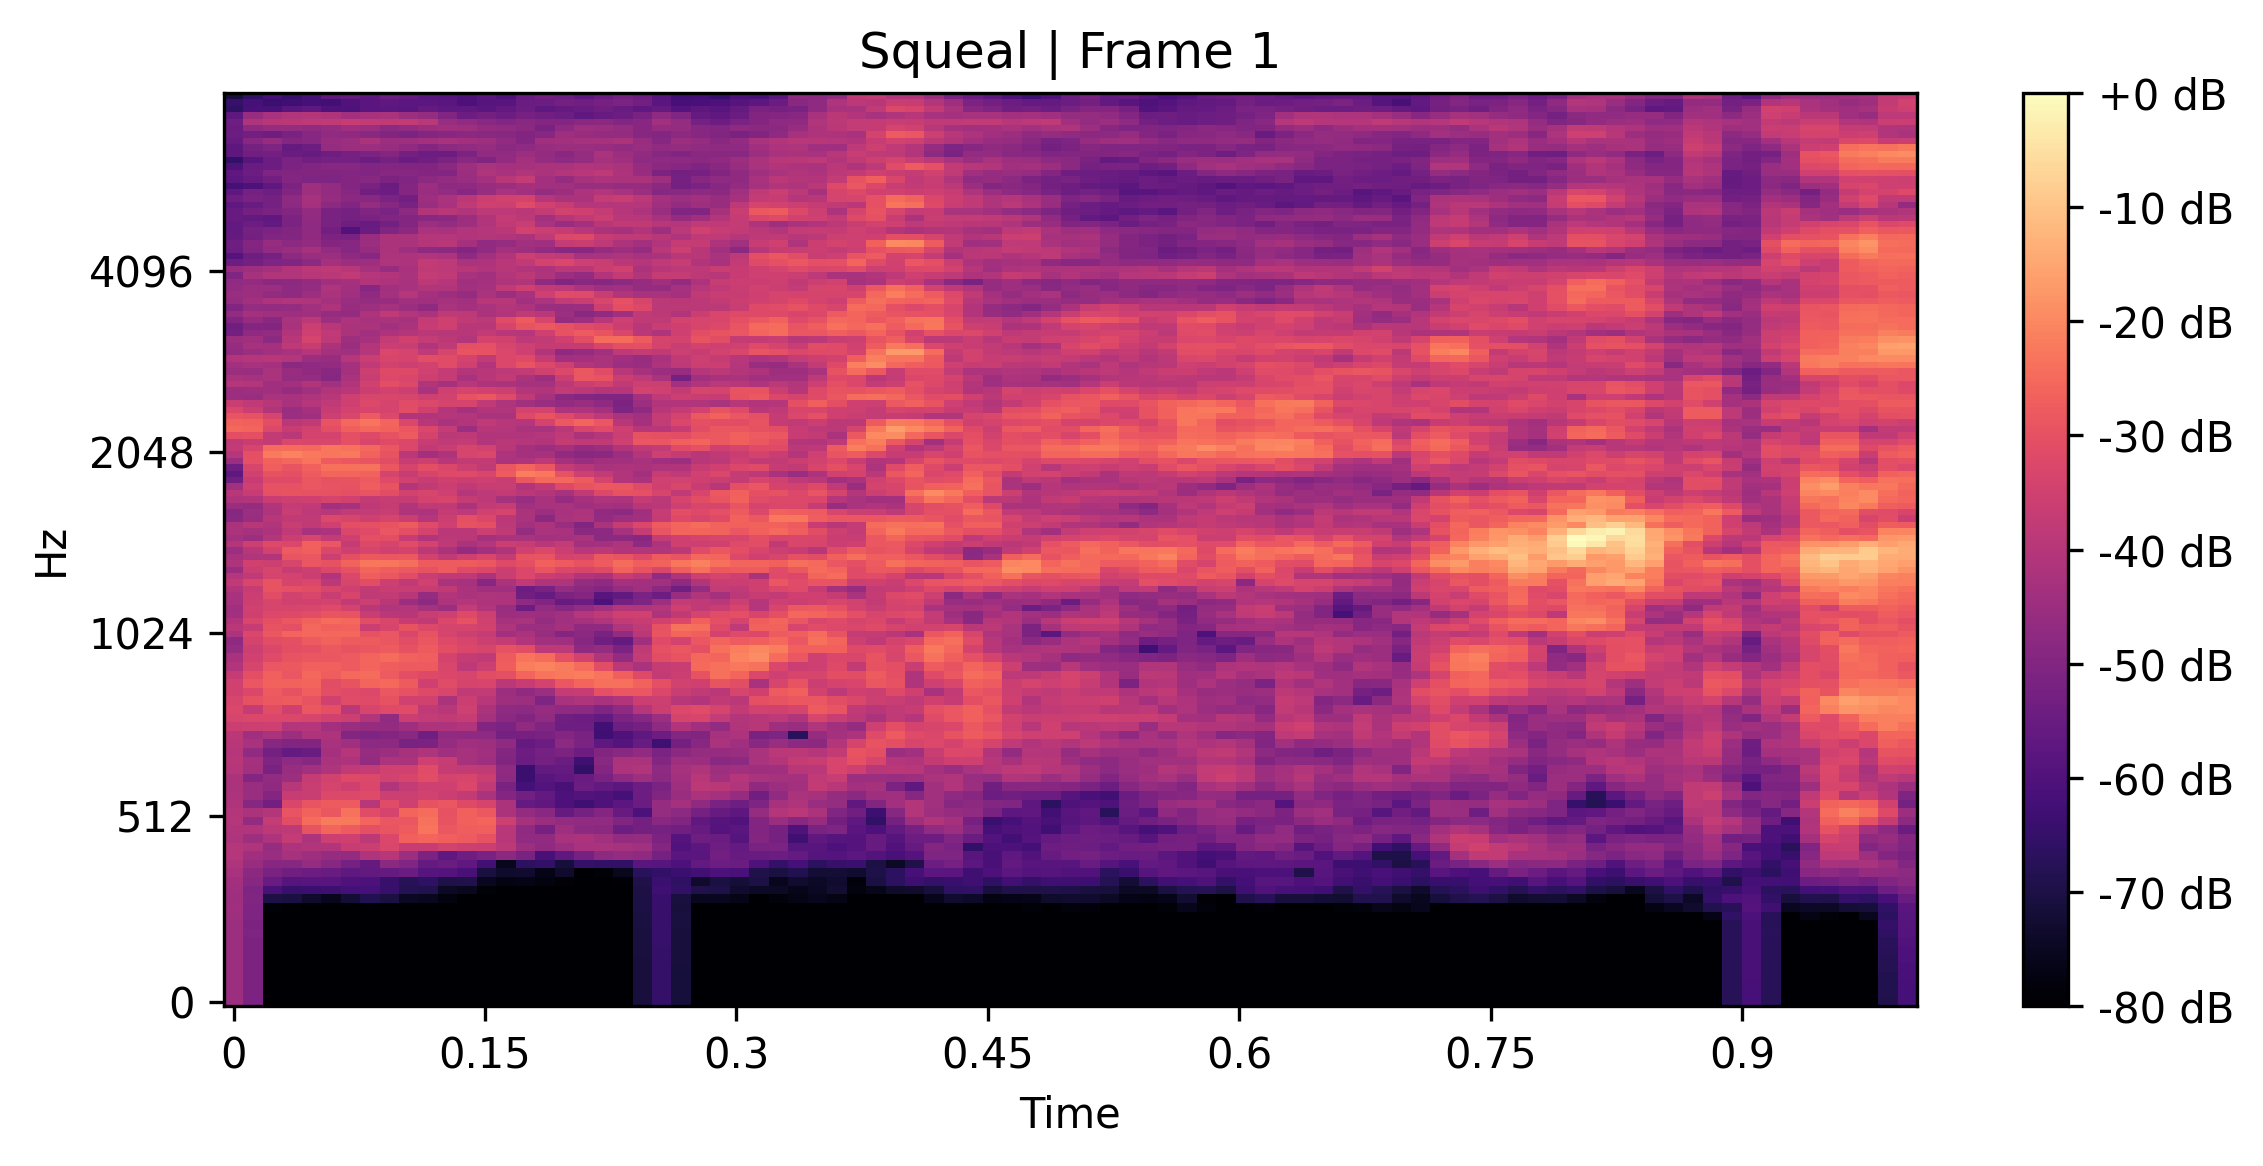 Squeal | Frame 1
+0 dB
-10 dB
-20 dB
-30 dB
-40 dB
-50 dB
-60 dB
-70 dB
-80 dB
Hz
4096
2048
1024
512
0
0
0.15
0.3
0.45
0.6
0.75
0.9
Time